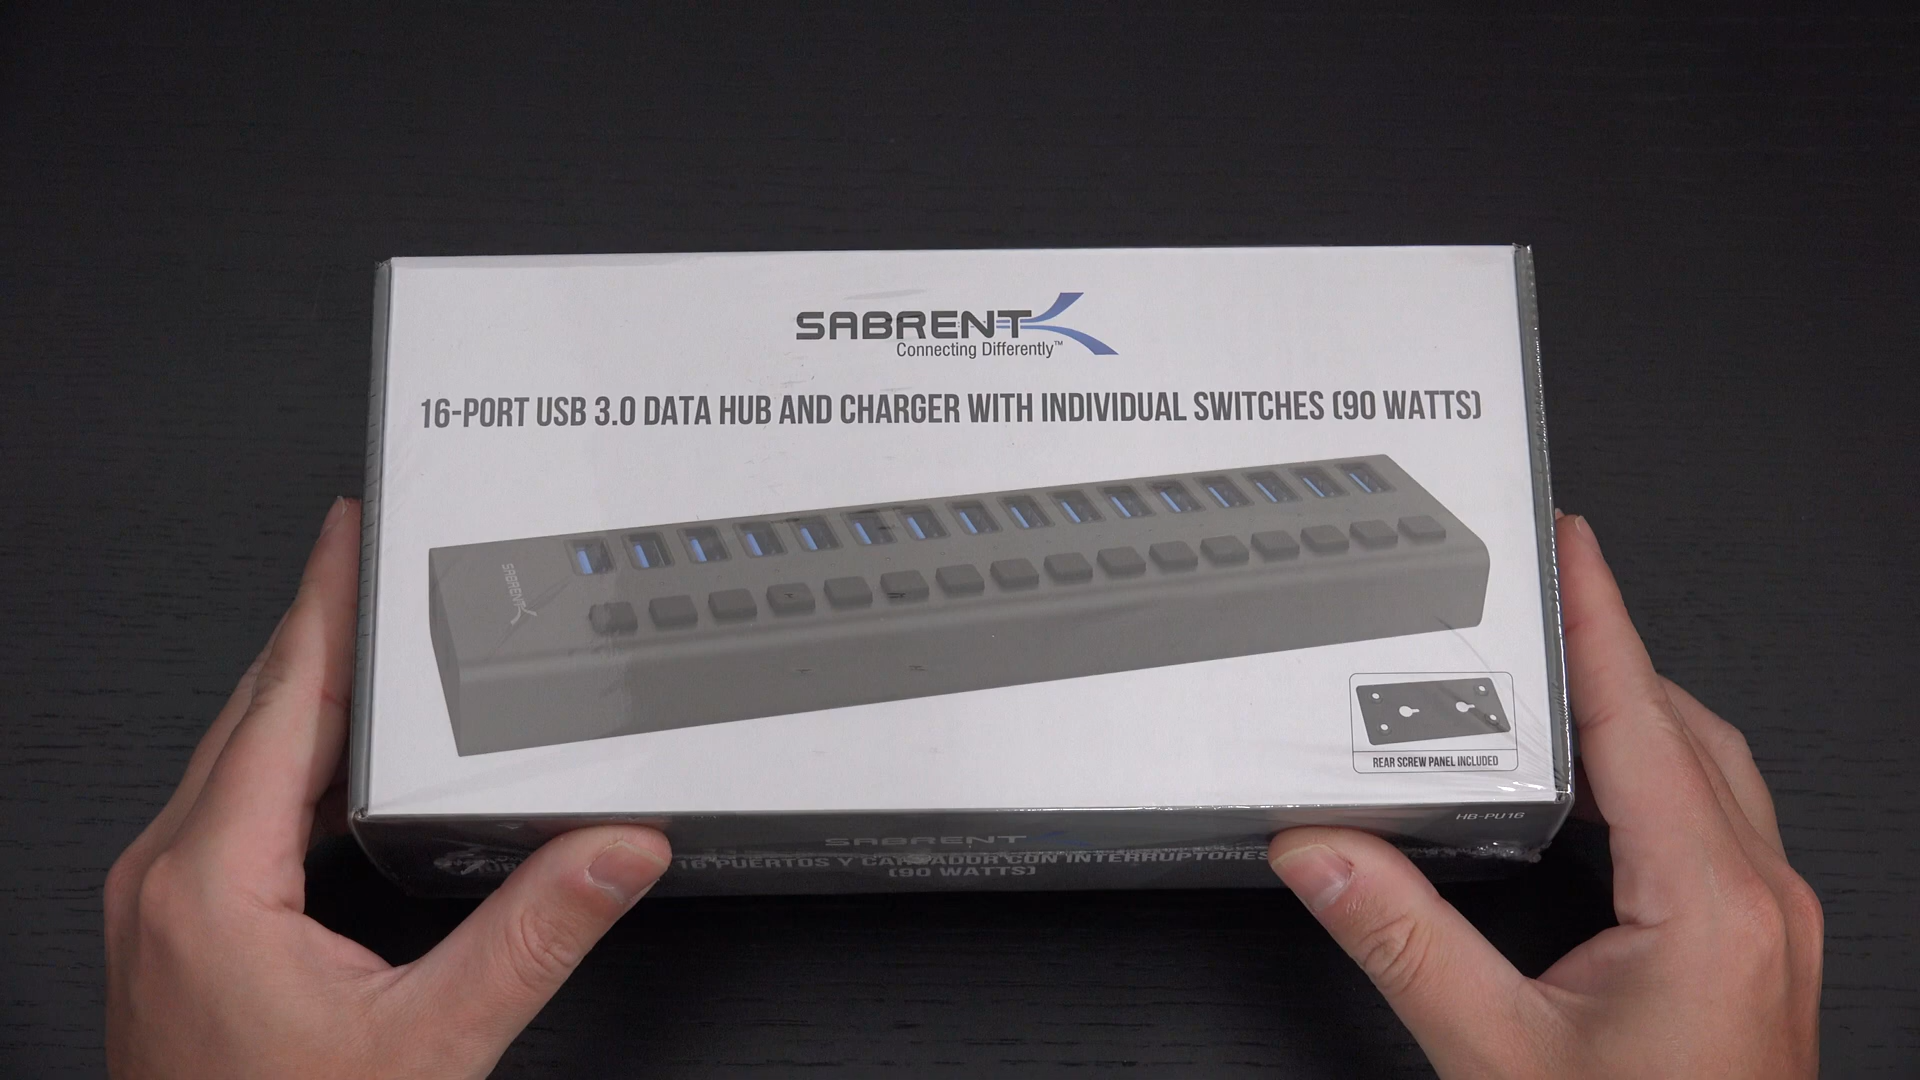 SABRENT
Connecting Differently™
16-PORT USB 3.0 DATA HUB AND CHARGER WITH INDIVIDUAL SWITCHES (90 WATTS)
SABRENT
REAR SCREW PANEL INCLUDED
HB-PU16
SABRENT
16 PUERTOS Y CARGADOR CON INTERRUPTORES
(90 WATTS)